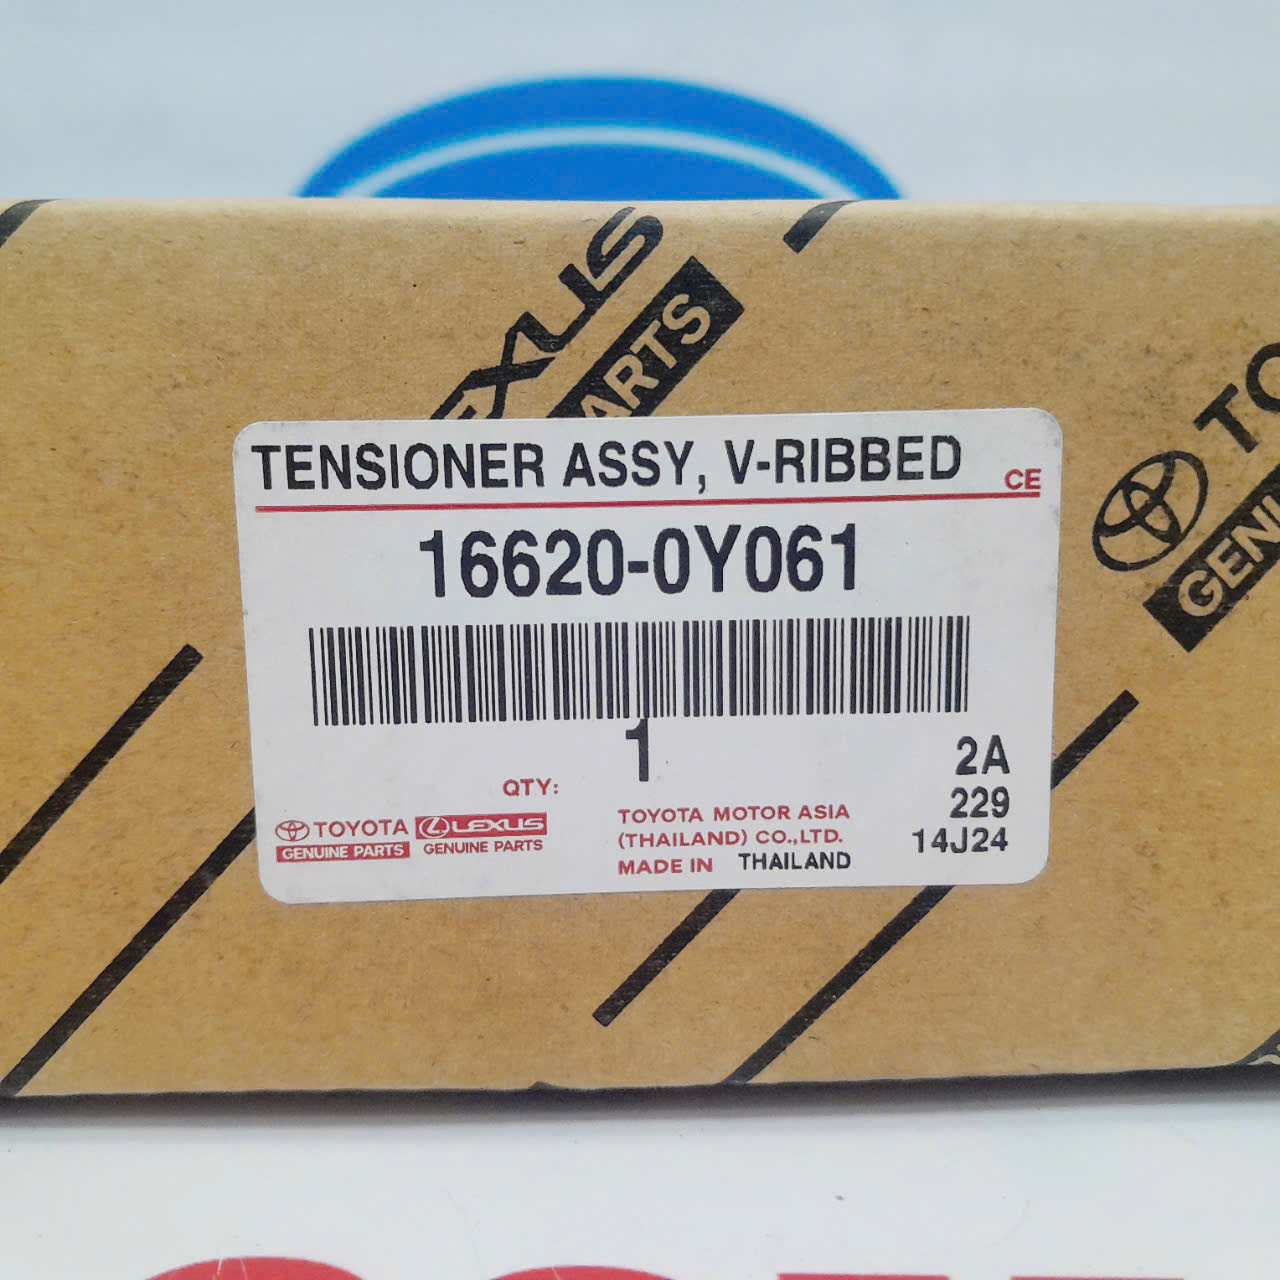 LEXUS
PARTS
TO
GENU
TENSIONER ASSY, V-RIBBED
CE
16620-0Y061
1
QTY:
2A
229
14J24
TOYOTA
GENUINE PARTS
LEXUS
GENUINE PARTS
TOYOTA MOTOR ASIA
(THAILAND) CO.,LTD.
MADE IN THAILAND